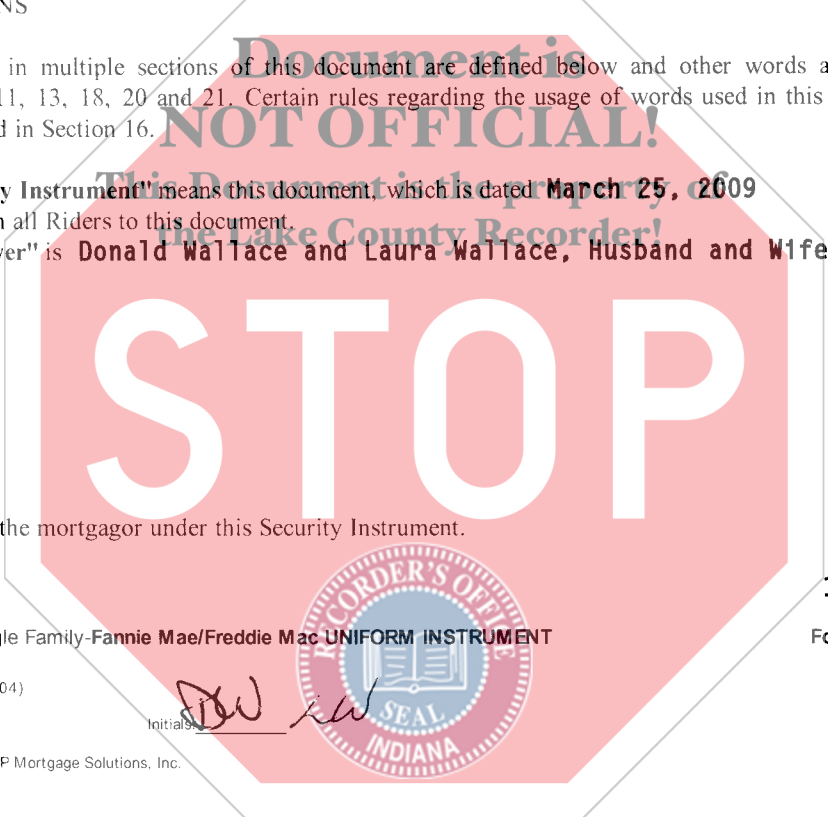 NS
Document is
in multiple sections of this document are defined below and other words a
11, 13, 18, 20 and 21. Certain rules regarding the usage of words used in this
NOT OFFICIAL!
d in Section 16.
y Instrument" means this document, which is dated March 25, 2009
This Document is the property of
n all Riders to this document.
the Lake County Recorder!
er" is Donald Wallace and Laura Wallace, Husband and Wife
STOP
the mortgagor under this Security Instrument.
RECORDER'S OFFICE
gle Family-Fannie Mae/Freddie Mac UNIFORM INSTRUMENT
Fo
04)
Initials: DW LW
SEAL
INDIANA
P Mortgage Solutions, Inc.